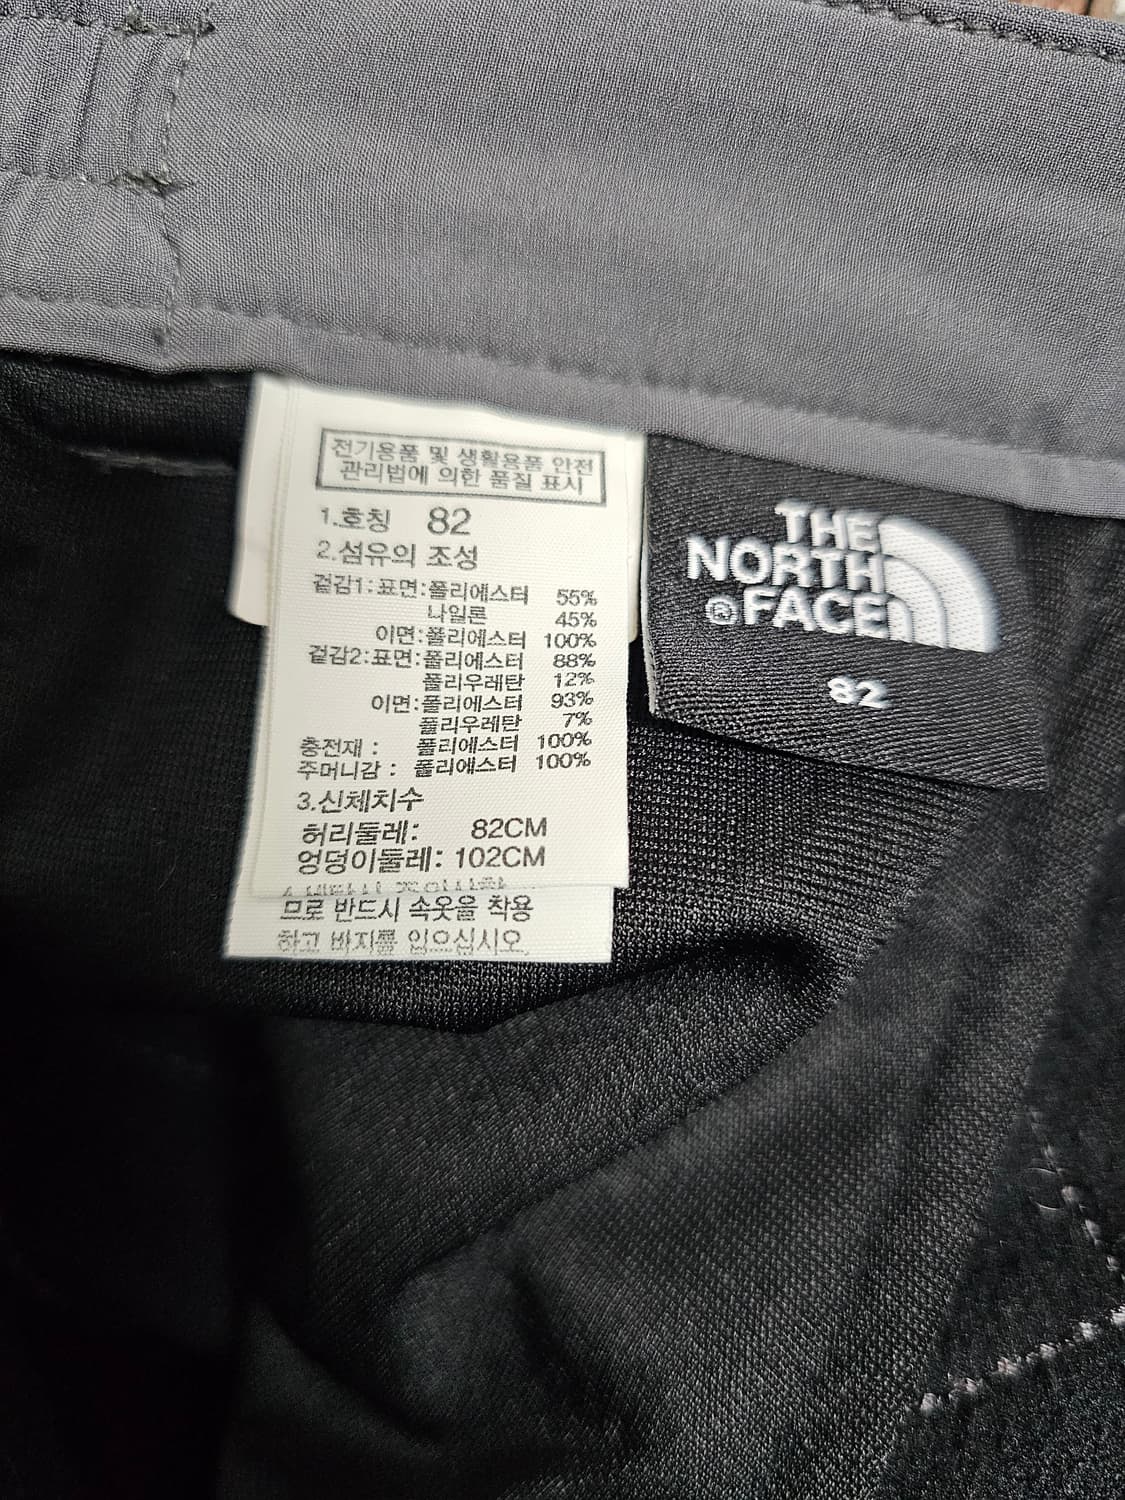 전기용품 및 생활용품 안전
관리법에 의한 품질 표시
1.호칭 82
2.섬유의 조성
겉감1:표면:폴리에스터 55%
나일론 45%
이면:폴리에스터 100%
겉감2:표면:폴리에스터 88%
폴리우레탄 12%
이면:폴리에스터 93%
폴리우레탄 7%
충전재 : 폴리에스터 100%
주머니감 : 폴리에스터 100%
3.신체치수
허리둘레: 82CM
엉덩이둘레: 102CM
므로 반드시 속옷을 착용
하고 바지를 입으십시오.
THE
NORTH
® FACE
82